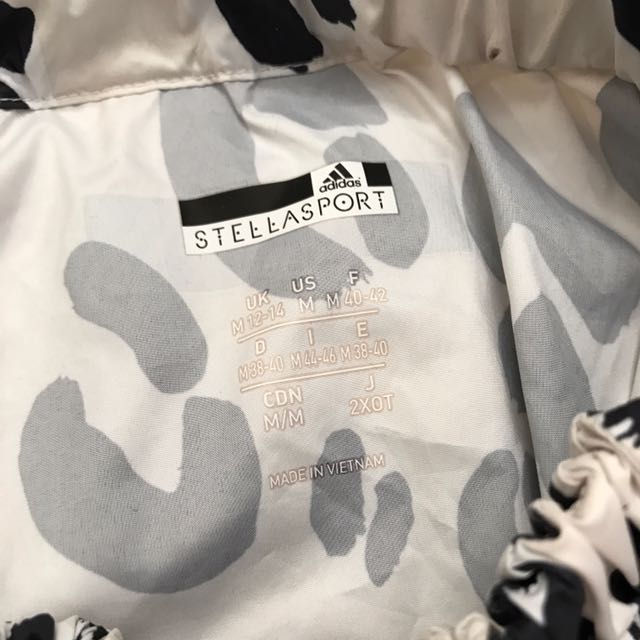 adidas
STELLASPORT
UK US F
M 12-14 M M 40-42
D I E
M 38-40 M 44-46 M 38-40
CDN J
M/M 2XOT
MADE IN VIETNAM